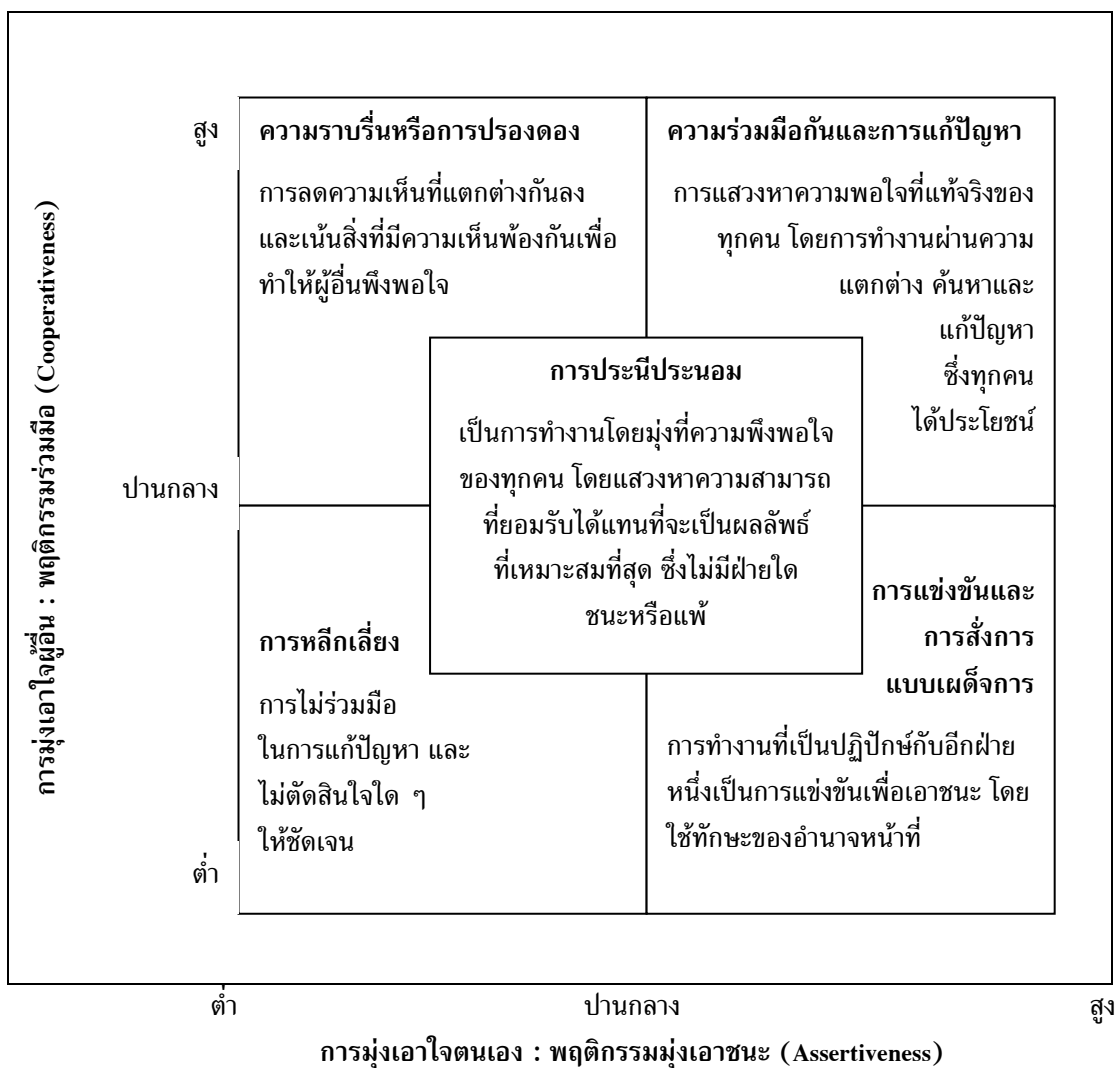 การมุ่งเอาใจผู้อื่น : พฤติกรรมร่วมมือ (Cooperativeness)
สูง
ปานกลาง
ต่ำ
ความราบรื่นหรือการปรองดอง
การลดความเห็นที่แตกต่างกันลง
และเน้นสิ่งที่มีความเห็นพ้องกันเพื่อ
ทำให้ผู้อื่นพึงพอใจ
ความร่วมมือกันและการแก้ปัญหา
การแสวงหาความพอใจที่แท้จริงของ
ทุกคน โดยการทำงานผ่านความ
แตกต่าง ค้นหาและ
แก้ปัญหา
ซึ่งทุกคน
ได้ประโยชน์
การประนีประนอม
เป็นการทำงานโดยมุ่งที่ความพึงพอใจ
ของทุกคน โดยแสวงหาความสามารถ
ที่ยอมรับได้แทนที่จะเป็นผลลัพธ์
ที่เหมาะสมที่สุด ซึ่งไม่มีฝ่ายใด
ชนะหรือแพ้
การหลีกเลี่ยง
การไม่ร่วมมือ
ในการแก้ปัญหา และ
ไม่ตัดสินใจใด ๆ
ให้ชัดเจน
การแข่งขันและ
การสั่งการ
แบบเผด็จการ
การทำงานที่เป็นปฏิปักษ์กับอีกฝ่าย
หนึ่งเป็นการแข่งขันเพื่อเอาชนะ โดย
ใช้ทักษะของอำนาจหน้าที่
ต่ำ
ปานกลาง
สูง
การมุ่งเอาใจตนเอง : พฤติกรรมมุ่งเอาชนะ (Assertiveness)